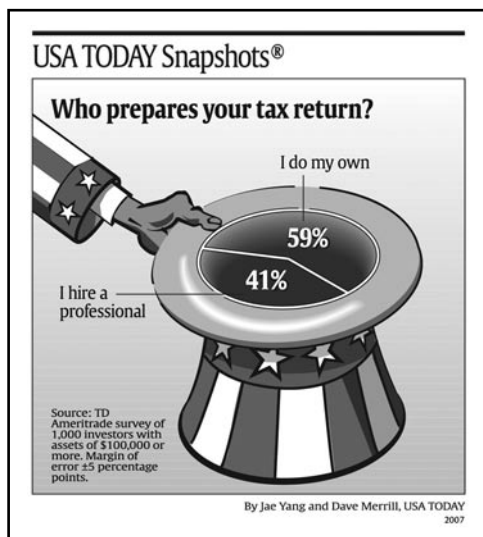 USA TODAY Snapshots®
Who prepares your tax return?
I do my own
59%
41%
I hire a
professional
Source: TD
Ameritrade survey of
1,000 investors with
assets of $100,000 or
more. Margin of
error ±5 percentage
points.
By Jae Yang and Dave Merrill, USA TODAY
2007